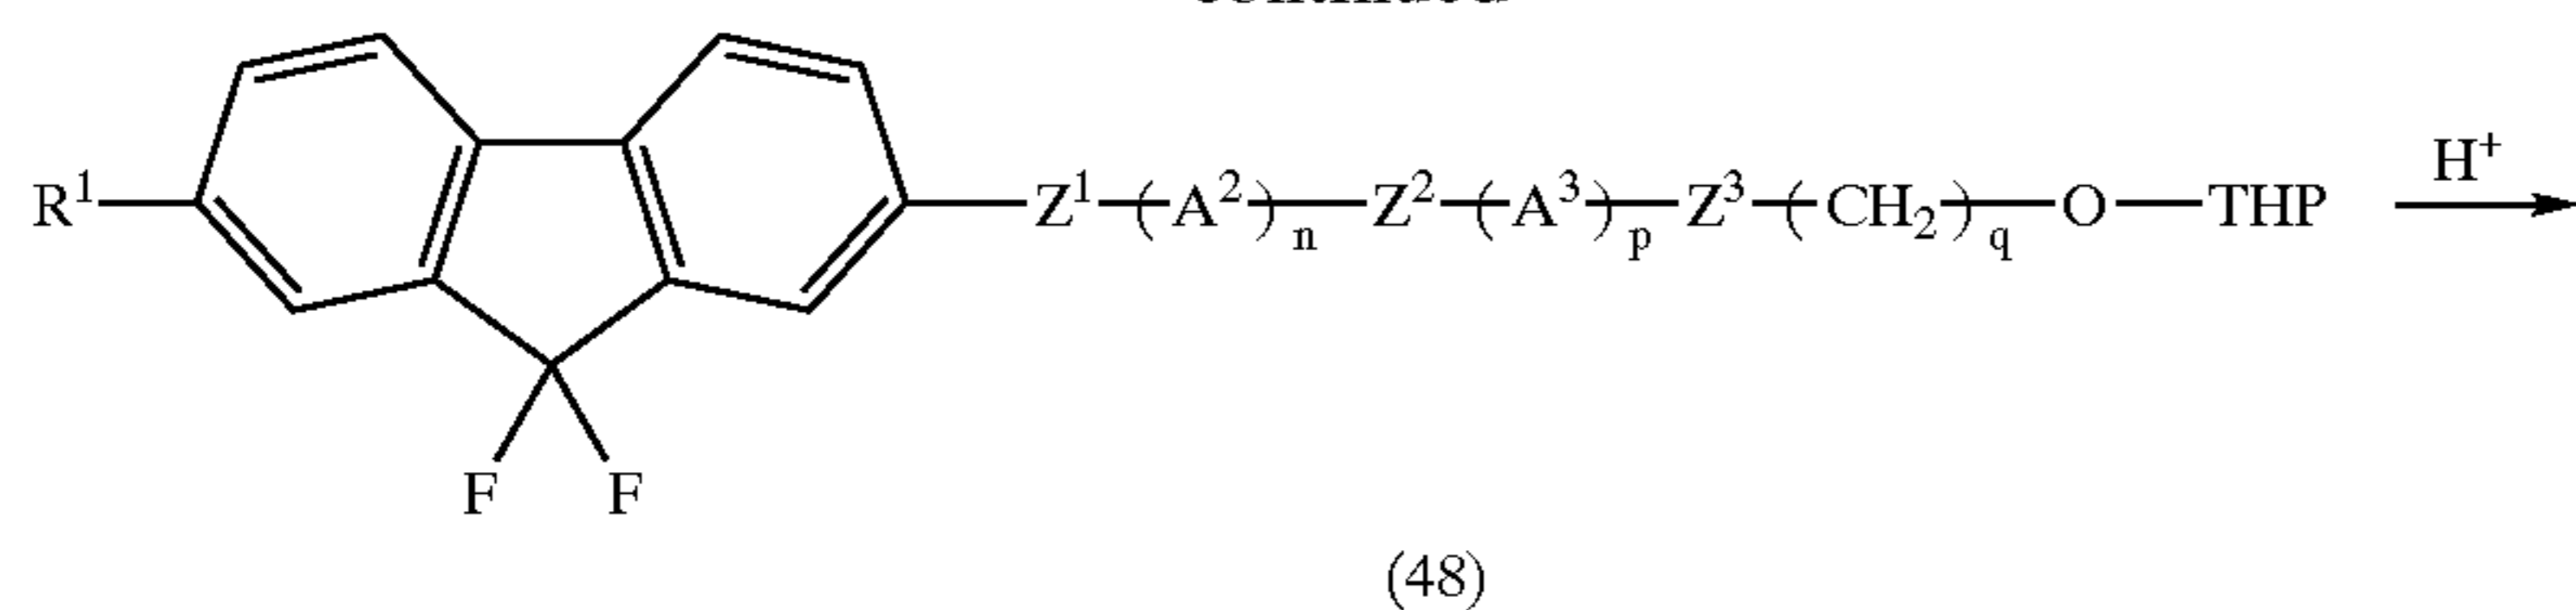 R¹ Z¹ (A²)ₙ Z² (A³)ₚ Z³ (CH₂)q O THP H⁺
F F
(48)